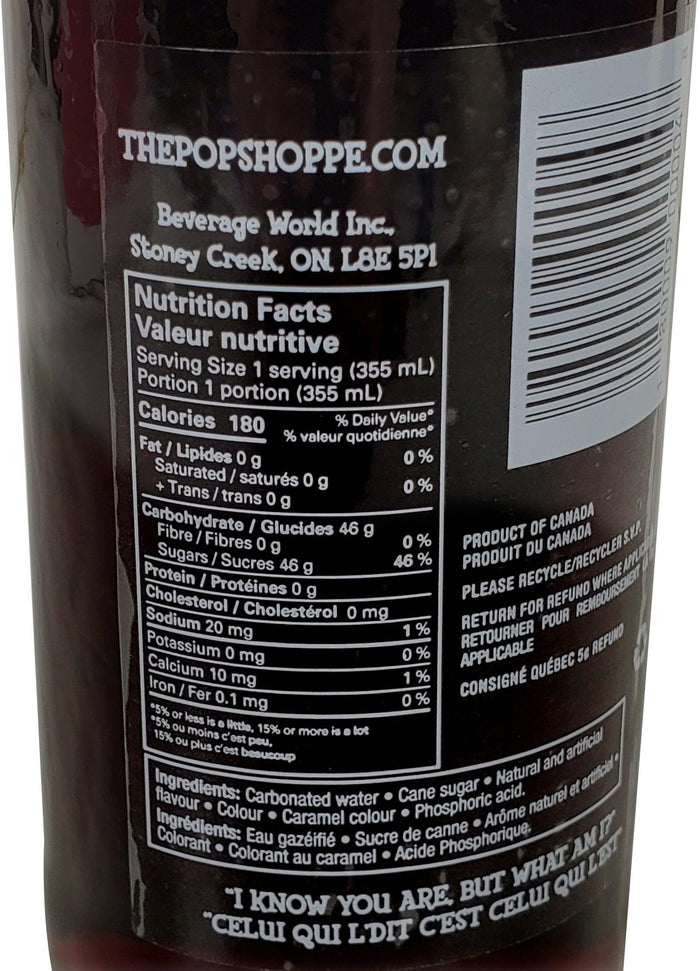 THEPOPSHOPPE.COM
Beverage World Inc.,
Stoney Creek, ON, L8E 5P1
Nutrition Facts
Valeur nutritive
Serving Size 1 serving (355 mL)
Portion 1 portion (355 mL)
Calories 180
% Daily Value*
% valeur quotidienne*
Fat / Lipides 0 g 0 %
Saturated / saturés 0 g
+ Trans / trans 0 g 0 %
Carbohydrate / Glucides 46 g
Fibre / Fibres 0 g 0 %
Sugars / Sucres 46 g 46 %
Protein / Protéines 0 g
Cholesterol / Cholestérol 0 mg
Sodium 20 mg 1 %
Potassium 0 mg 0 %
Calcium 10 mg 1 %
Iron / Fer 0.1 mg 0 %
*5% or less is a little, 15% or more is a lot
*5% ou moins c'est peu,
15% ou plus c'est beaucoup
PRODUCT OF CANADA
PRODUIT DU CANADA
PLEASE RECYCLE/RECYCLER S.V.P.
RETURN FOR REFUND WHERE
RETOURNER POUR REMBOURSEMENT
APPLICABLE
CONSIGNÉ QUÉBEC 5¢ REFUND
Ingredients: Carbonated water • Cane sugar • Natural and artificial
flavour • Colour • Caramel colour • Phosphoric acid.
Ingrédients: Eau gazéifié • Sucre de canne • Arôme naturel et artificiel •
Colorant • Colorant au caramel • Acide Phosphorique.
"I KNOW YOU ARE, BUT WHAT AM I?"
"CELUI QUI L'DIT C'EST CELUI QUI L'EST"